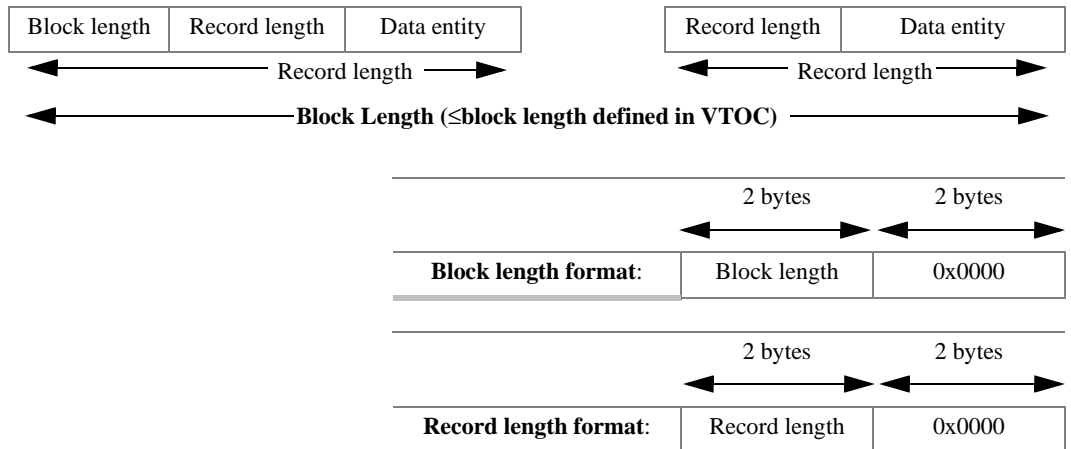 Block length Record length Data entity Record length Data entity
Record length Record length
Block Length (≤block length defined in VTOC)
2 bytes 2 bytes
Block length format: Block length 0x0000
2 bytes 2 bytes
Record length format: Record length 0x0000